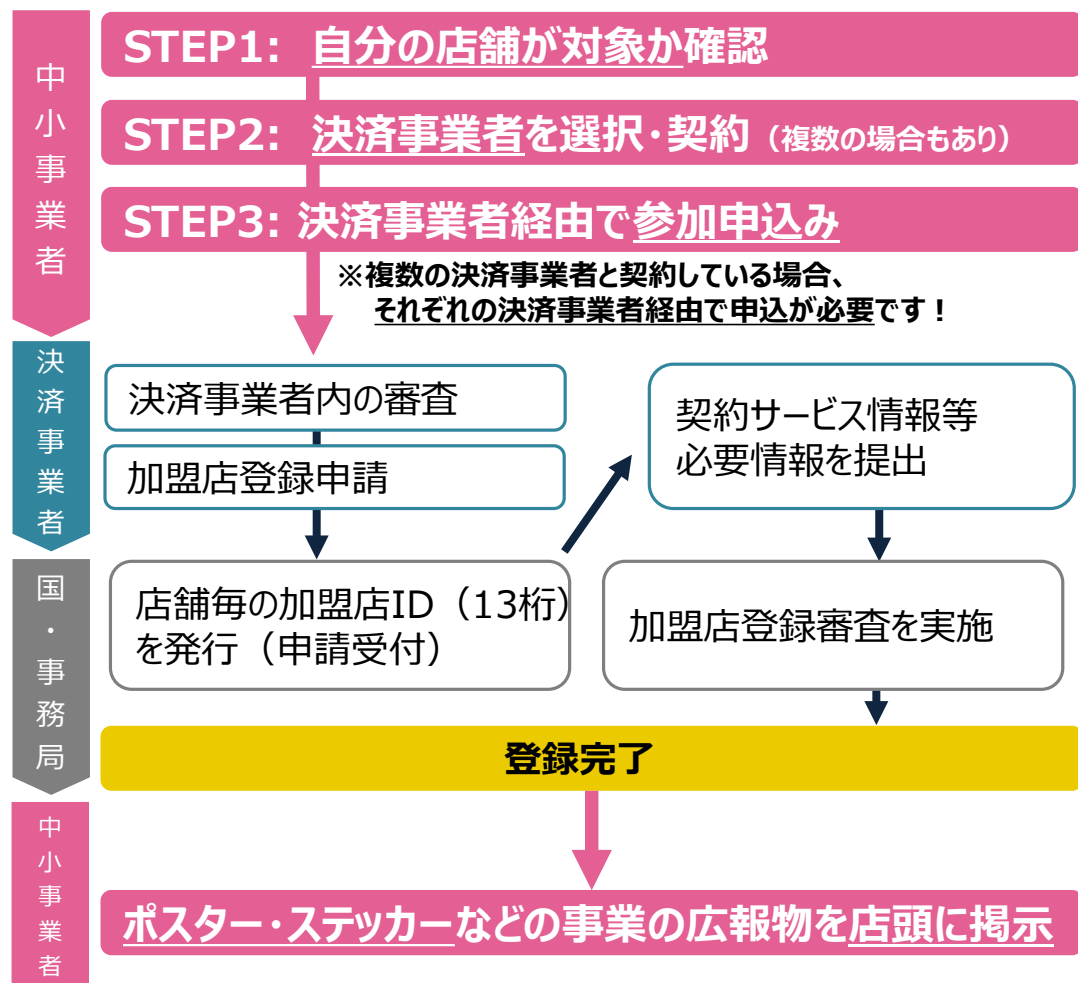 中小事業者
STEP1: 自分の店舗が対象か確認
STEP2: 決済事業者を選択・契約（複数の場合もあり）
STEP3: 決済事業者経由で参加申込み
※複数の決済事業者と契約している場合、
それぞれの決済事業者経由で申込が必要です！
決済事業者
決済事業者内の審査
加盟店登録申請
契約サービス情報等
必要情報を提出
国・事務局
店舗毎の加盟店ID（13桁）
を発行（申請受付）
加盟店登録審査を実施
登録完了
中小事業者
ポスター・ステッカーなどの事業の広報物を店頭に掲示